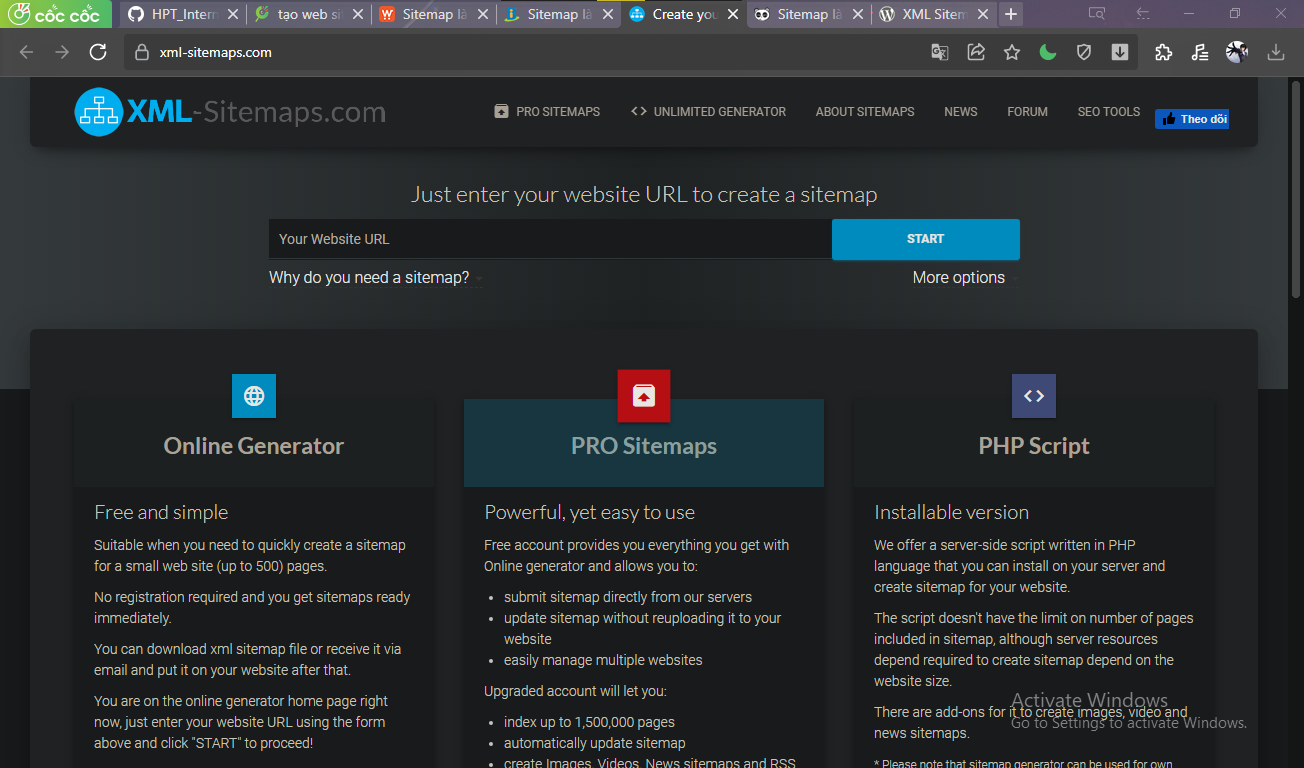 cốc cốc HPT_Intern tạo web si Sitemap là Sitemap là Create you Sitemap là XML Sitem
xml-sitemaps.com
XML-Sitemaps.com PRO SITEMAPS UNLIMITED GENERATOR ABOUT SITEMAPS NEWS FORUM SEO TOOLS Theo dõi
Just enter your website URL to create a sitemap
Your Website URL START
Why do you need a sitemap? More options
Online Generator
Free and simple
Suitable when you need to quickly create a sitemap
for a small web site (up to 500) pages.
No registration required and you get sitemaps ready
immediately.
You can download xml sitemap file or receive it via
email and put it on your website after that.
You are on the online generator home page right
now, just enter your website URL using the form
above and click "START" to proceed!
PRO Sitemaps
Powerful, yet easy to use
Free account provides you everything you get with
Online generator and allows you to:
• submit sitemap directly from our servers
• update sitemap without reuploading it to your
website
• easily manage multiple websites
Upgraded account will let you:
• index up to 1,500,000 pages
• automatically update sitemap
• create Images, Videos, News sitemaps and RSS
PHP Script
Installable version
We offer a server-side script written in PHP
language that you can install on your server and
create sitemap for your website.
The script doesn't have the limit on number of pages
included in sitemap, although server resources
depend required to create sitemap depend on the
website size.
There are add-ons for it to create images, video and
news sitemaps.
* Please note that sitemap generator can be used for own
Activate Windows
Go to Settings to activate Windows.